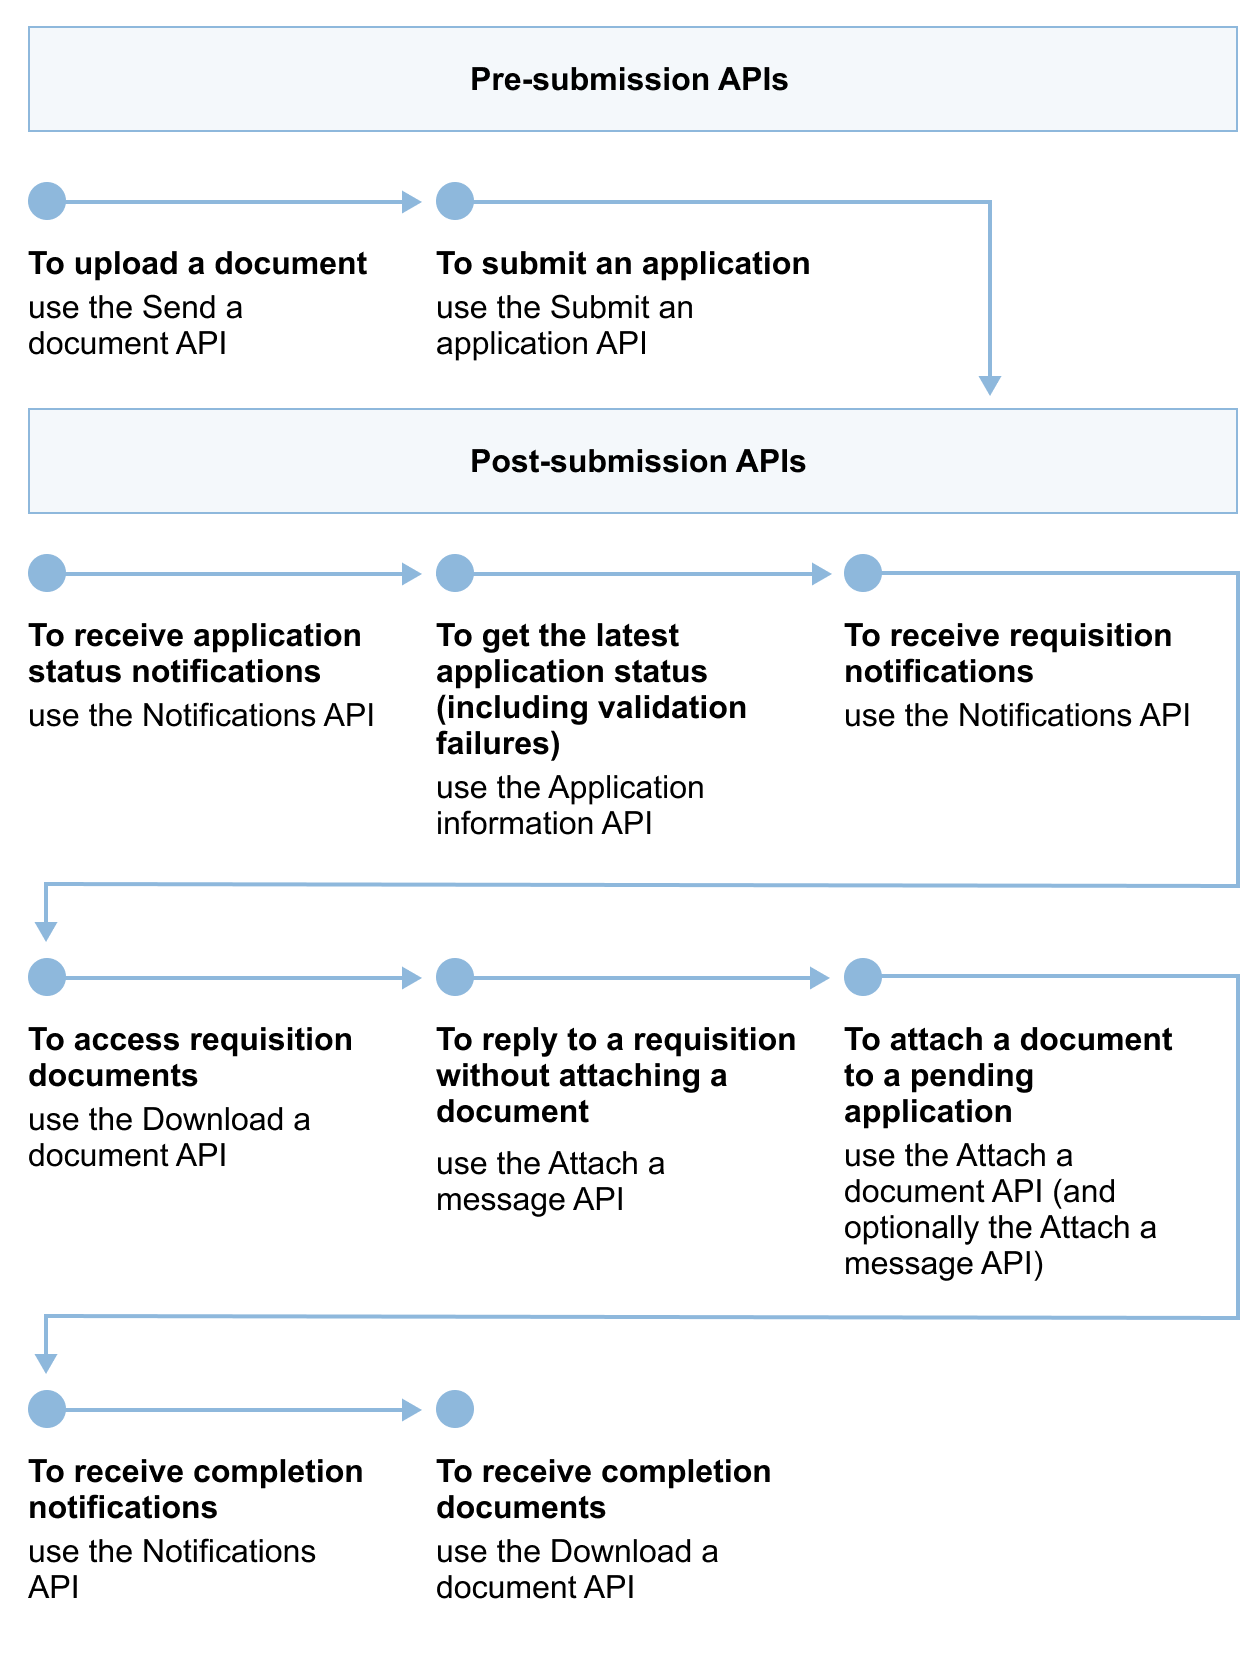 Pre-submission APIs
To upload a document
use the Send a
document API
To submit an application
use the Submit an
application API
Post-submission APIs
To receive application
status notifications
use the Notifications API
To get the latest
application status
(including validation
failures)
use the Application
information API
To receive requisition
notifications
use the Notifications API
To access requisition
documents
use the Download a
document API
To reply to a requisition
without attaching a
document
use the Attach a
message API
To attach a document
to a pending
application
use the Attach a
document API (and
optionally the Attach a
message API)
To receive completion
notifications
use the Notifications
API
To receive completion
documents
use the Download a
document API